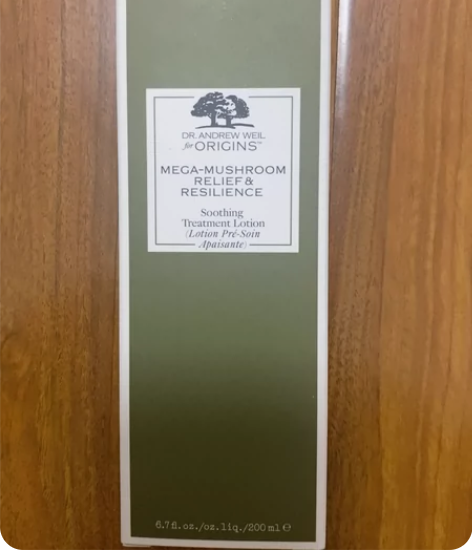 DR. ANDREW WEIL
for ORIGINS™
MEGA-MUSHROOM
RELIEF &
RESILIENCE
Soothing
Treatment Lotion
(Lotion Pré-Soin
Apaisante)
6.7 fl.oz./oz.liq./200 ml ℮